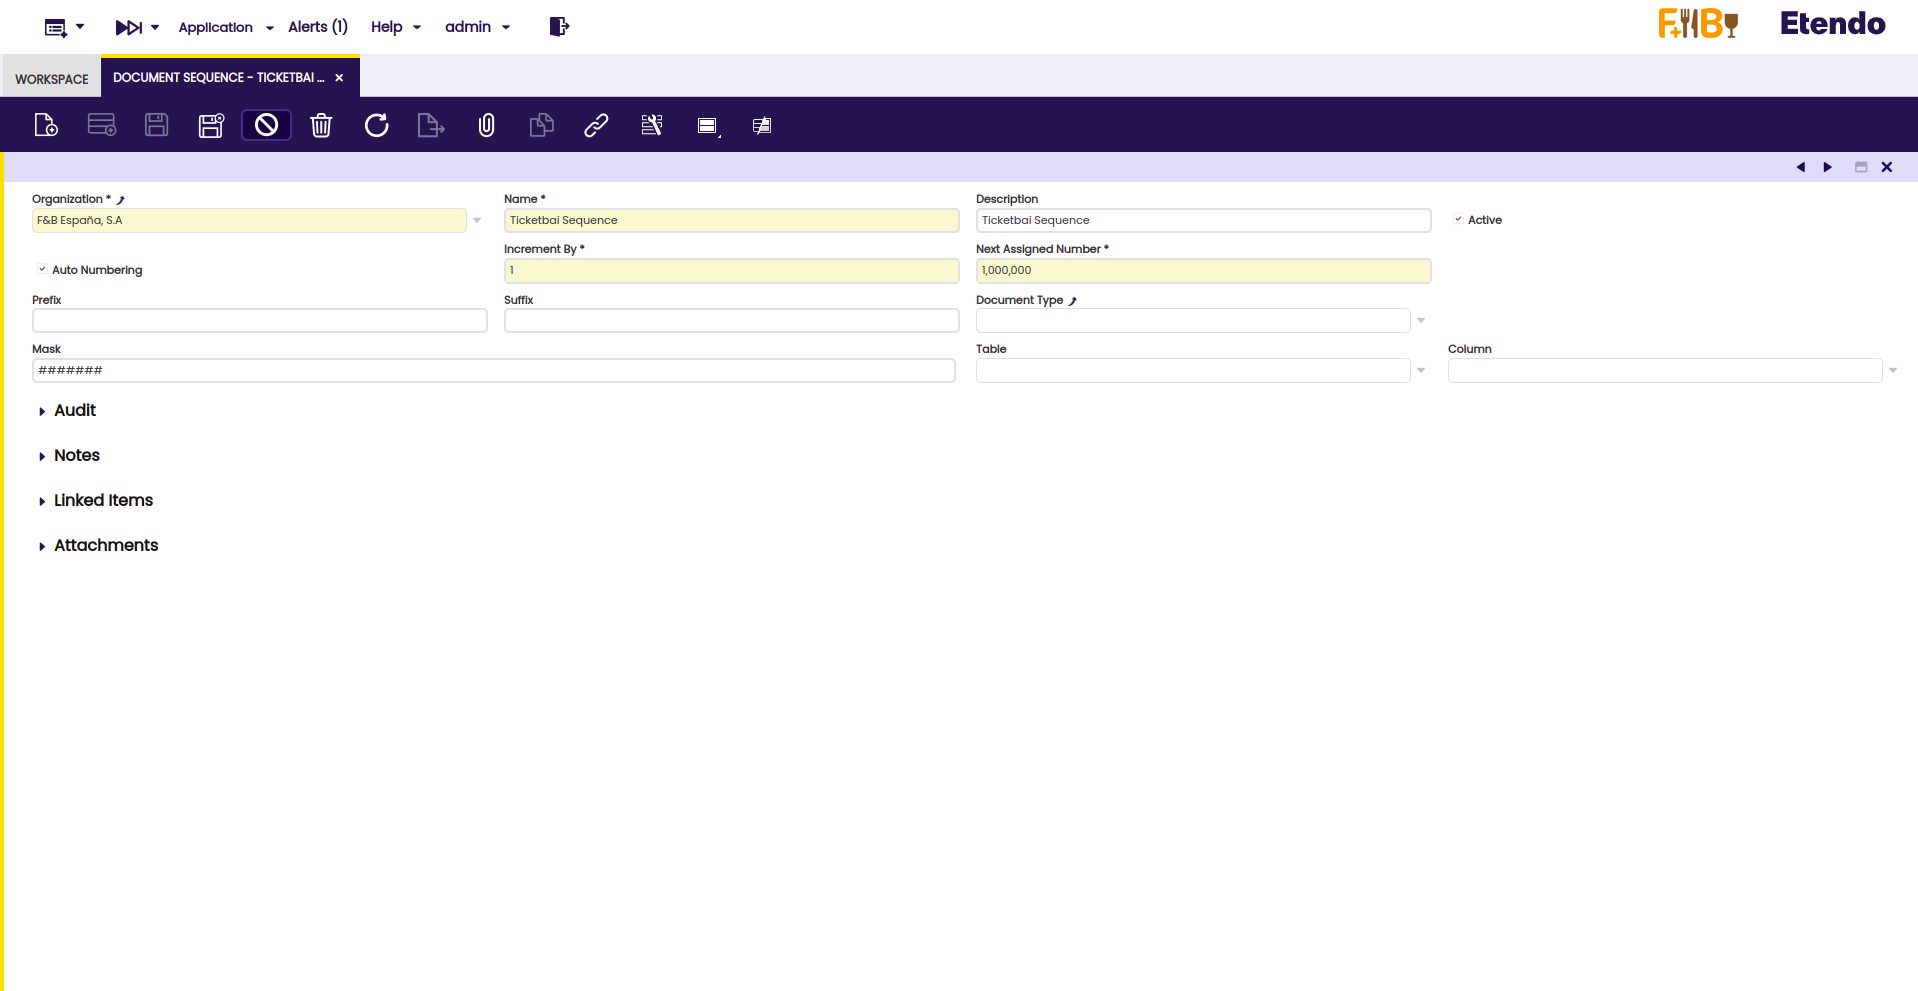 Application
Alerts (1)
Help
admin
F+B
Etendo
WORKSPACE
DOCUMENT SEQUENCE - TICKETBAI ...
Organization *
Name *
Description
F&B España, S.A
Ticketbai Sequence
Ticketbai Sequence
Active
Increment By *
Next Assigned Number *
Auto Numbering
1
1,000,000
Prefix
Suffix
Document Type
Mask
Table
Column
#######
Audit
Notes
Linked Items
Attachments